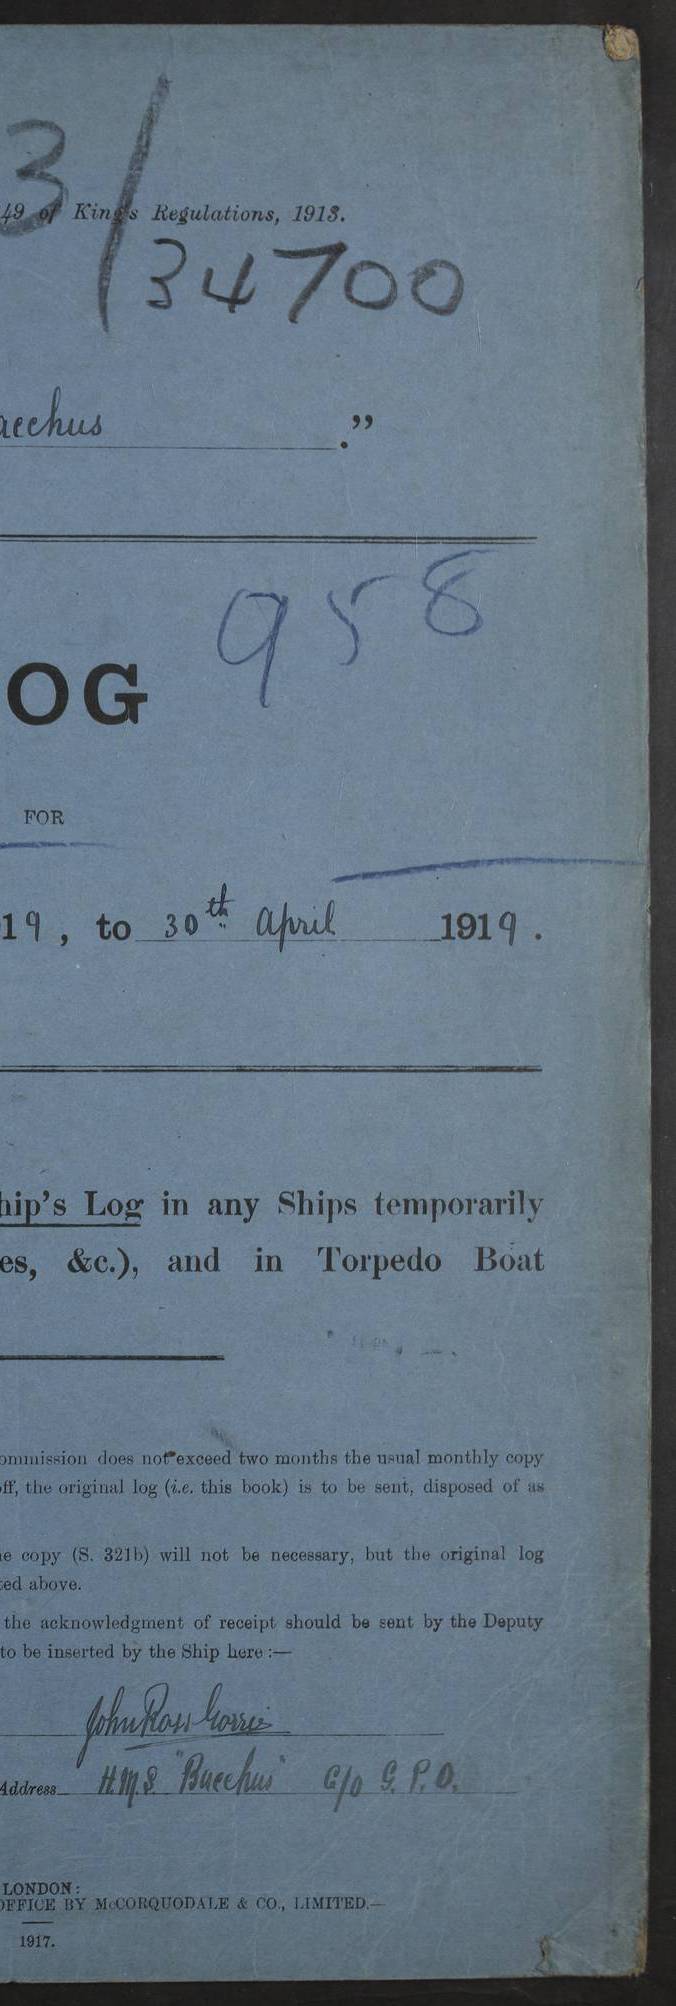 3/
49 of King's Regulations, 1913.
34700
acchus ."
958
OG
FOR
19, to 30th April 1919.
hip's Log in any Ships temporarily
es, &c.), and in Torpedo Boat
ommission does not exceed two months the usual monthly copy
off, the original log (i.e. this book) is to be sent, disposed of as
e copy (S. 321b) will not be necessary, but the original log
ted above.
the acknowledgment of receipt should be sent by the Deputy
to be inserted by the Ship here :—
John Ross Gorrie
Address H.M.S "Bacchus" C/o G.P.O.
LONDON:
OFFICE BY McCORQUODALE & CO., LIMITED.—
1917.